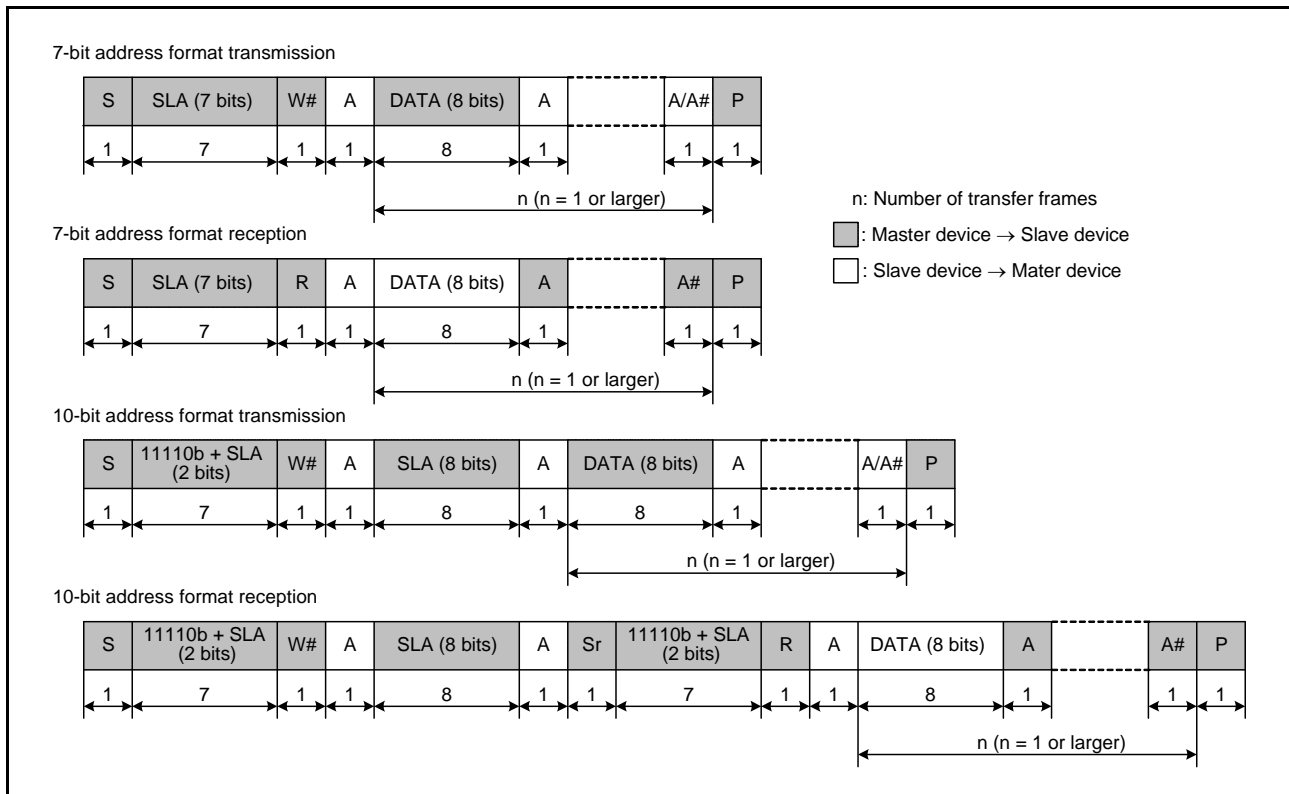 7-bit address format transmission
S SLA (7 bits) W# A DATA (8 bits) A A/A# P
1 7 1 1 8 1 1 1
n (n = 1 or larger)
n: Number of transfer frames
: Master device → Slave device
: Slave device → Mater device
7-bit address format reception
S SLA (7 bits) R A DATA (8 bits) A A# P
1 7 1 1 8 1 1 1
n (n = 1 or larger)
10-bit address format transmission
S 11110b + SLA (2 bits) W# A SLA (8 bits) A DATA (8 bits) A A/A# P
1 7 1 1 8 1 8 1 1 1
n (n = 1 or larger)
10-bit address format reception
S 11110b + SLA (2 bits) W# A SLA (8 bits) A Sr 11110b + SLA (2 bits) R A DATA (8 bits) A A# P
1 7 1 1 8 1 1 7 1 1 8 1 1 1
n (n = 1 or larger)